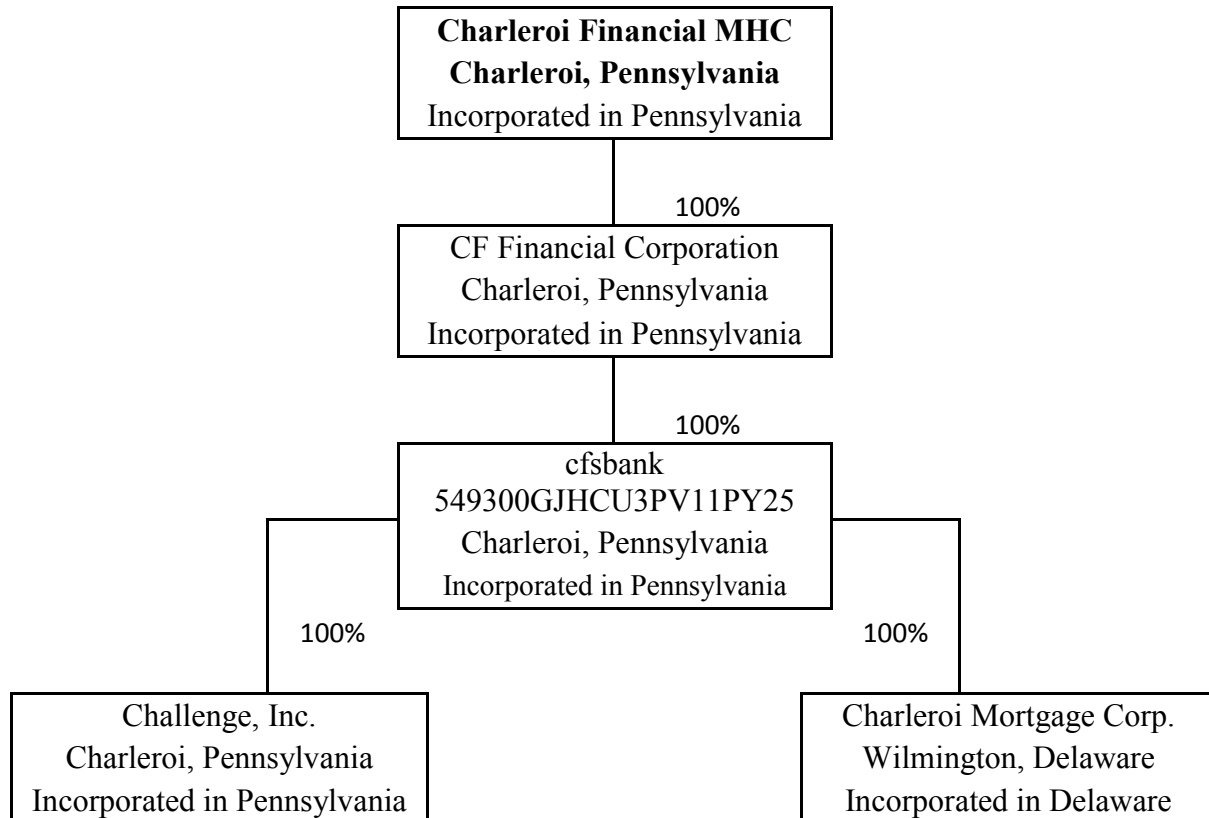 Charleroi Financial MHC
Charleroi, Pennsylvania
Incorporated in Pennsylvania
100%
CF Financial Corporation
Charleroi, Pennsylvania
Incorporated in Pennsylvania
100%
cfsbank
549300GJHCU3PV11PY25
Charleroi, Pennsylvania
Incorporated in Pennsylvania
100%
100%
Challenge, Inc.
Charleroi, Pennsylvania
Incorporated in Pennsylvania
Charleroi Mortgage Corp.
Wilmington, Delaware
Incorporated in Delaware